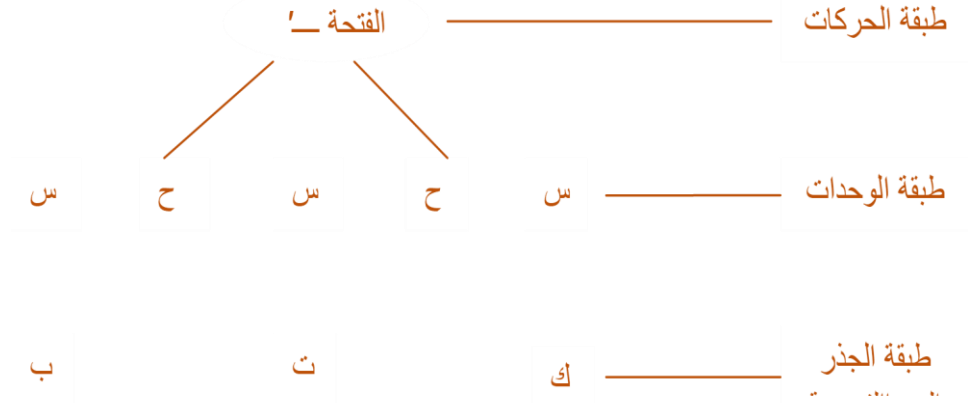 طبقة الحركات الفتحة ـَ
طبقة الوحدات س ح س ح س
طبقة الجذر ك ت ب